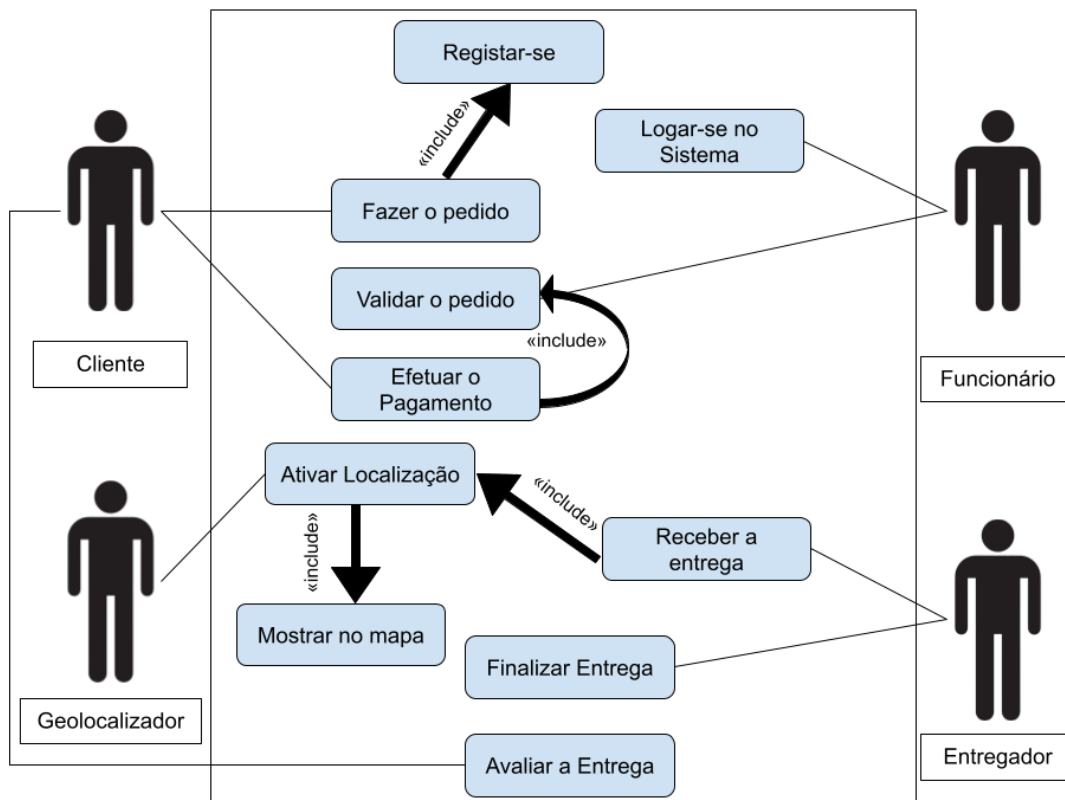 Registar-se
«include»
Logar-se no
Sistema
Fazer o pedido
Validar o pedido
«include»
Cliente
Efetuar o
Pagamento
Funcionário
Ativar Localização
«include»
«include»
Receber a
entrega
Mostrar no mapa
Finalizar Entrega
Geolocalizador
Avaliar a Entrega
Entregador